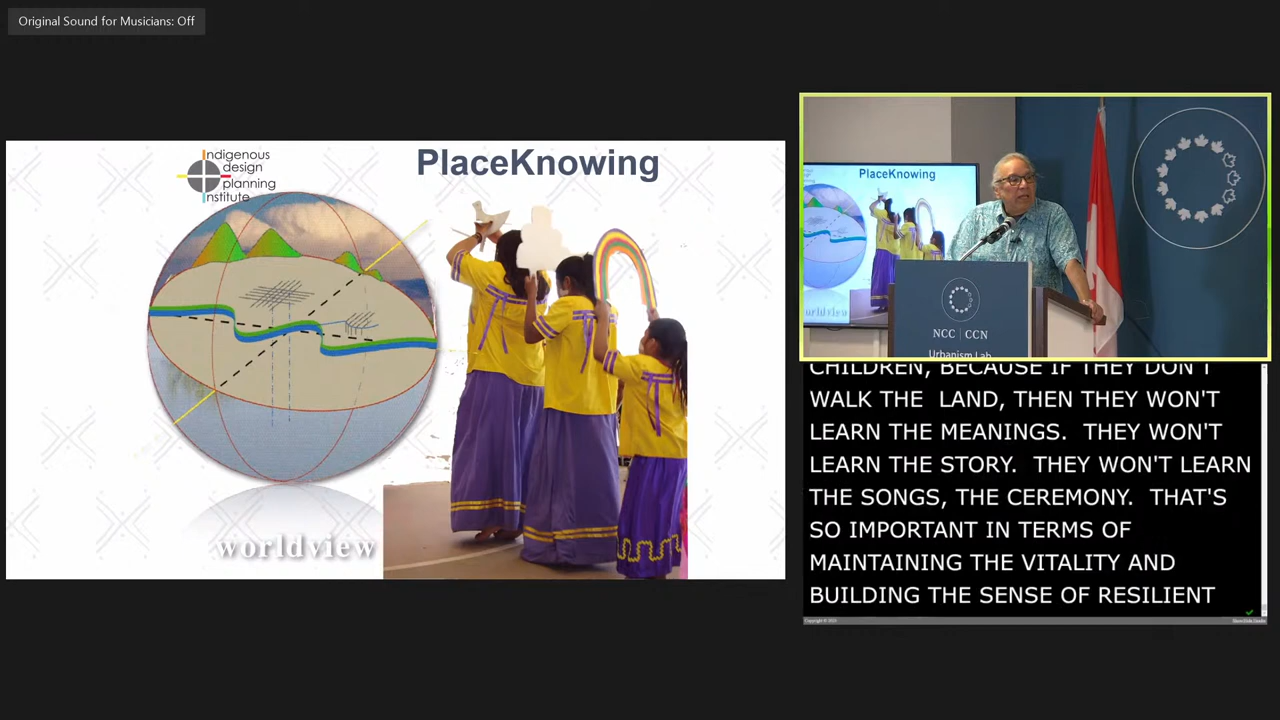 Original Sound for Musicians: Off
Indigenous
design
planning
institute
PlaceKnowing
worldview
PlaceKnowing
worldview
NCC | CCN
Urbanism Lab
CHILDREN, BECAUSE IF THEY DON'T
WALK THE LAND, THEN THEY WON'T
LEARN THE MEANINGS. THEY WON'T
LEARN THE STORY. THEY WON'T LEARN
THE SONGS, THE CEREMONY. THAT'S
SO IMPORTANT IN TERMS OF
MAINTAINING THE VITALITY AND
BUILDING THE SENSE OF RESILIENT